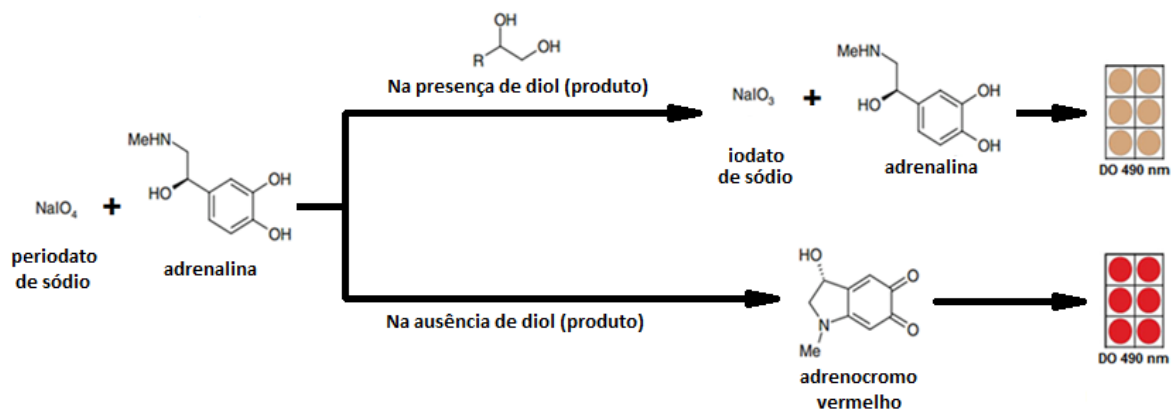 OH
OH
R
Na presença de diol (produto)
NaIO4
+
MeHN
HO
OH
OH
periodato
de sódio
adrenalina
NaIO3
+
MeHN
HO
OH
OH
iodato
de sódio
adrenalina
DO 490 nm
Na ausência de diol (produto)
HO
O
O
N
Me
adrenocromo
vermelho
DO 490 nm